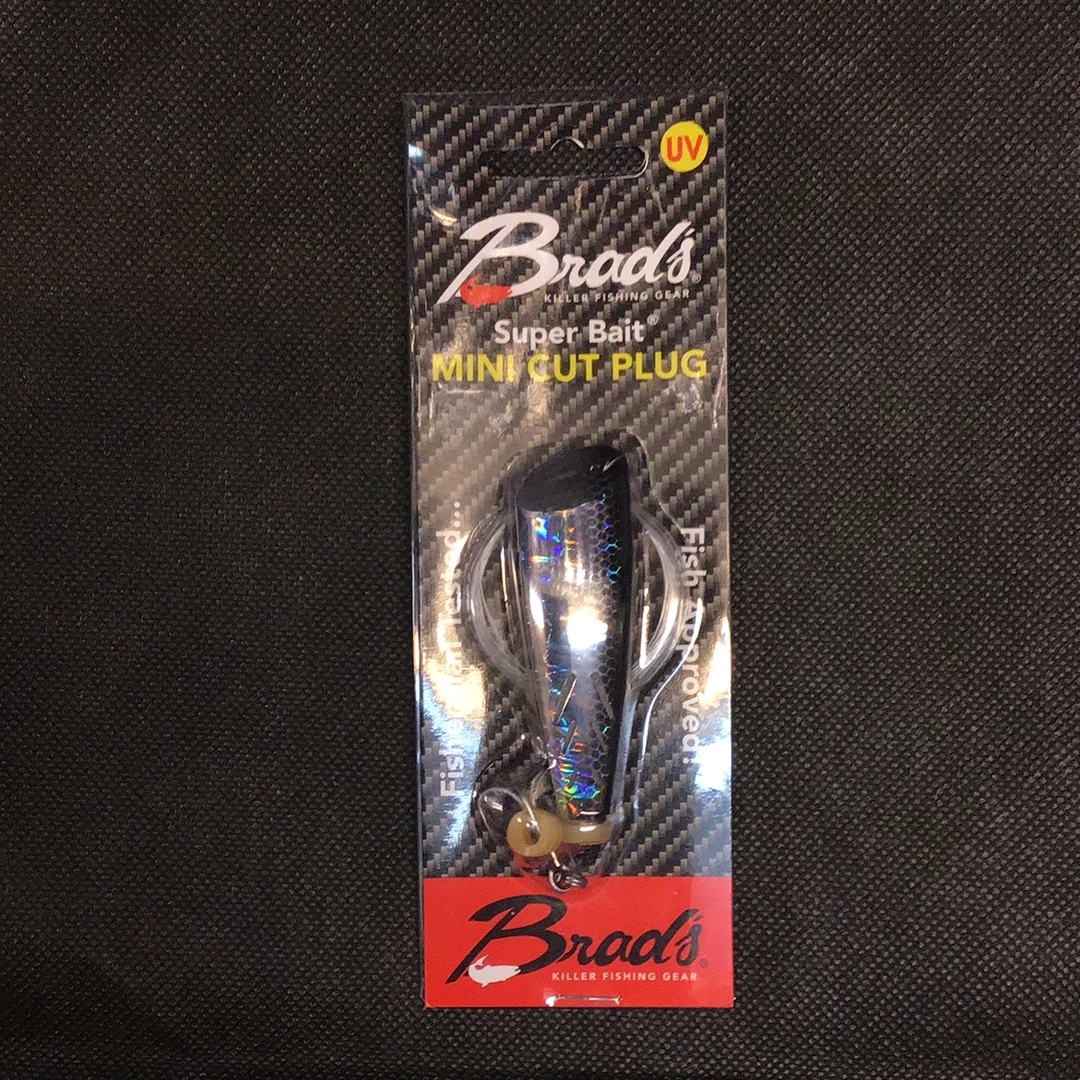 UV
Brad's®
KILLER FISHING GEAR
Super Bait®
MINI CUT PLUG
Fish Approved!
Brad's®
KILLER FISHING GEAR